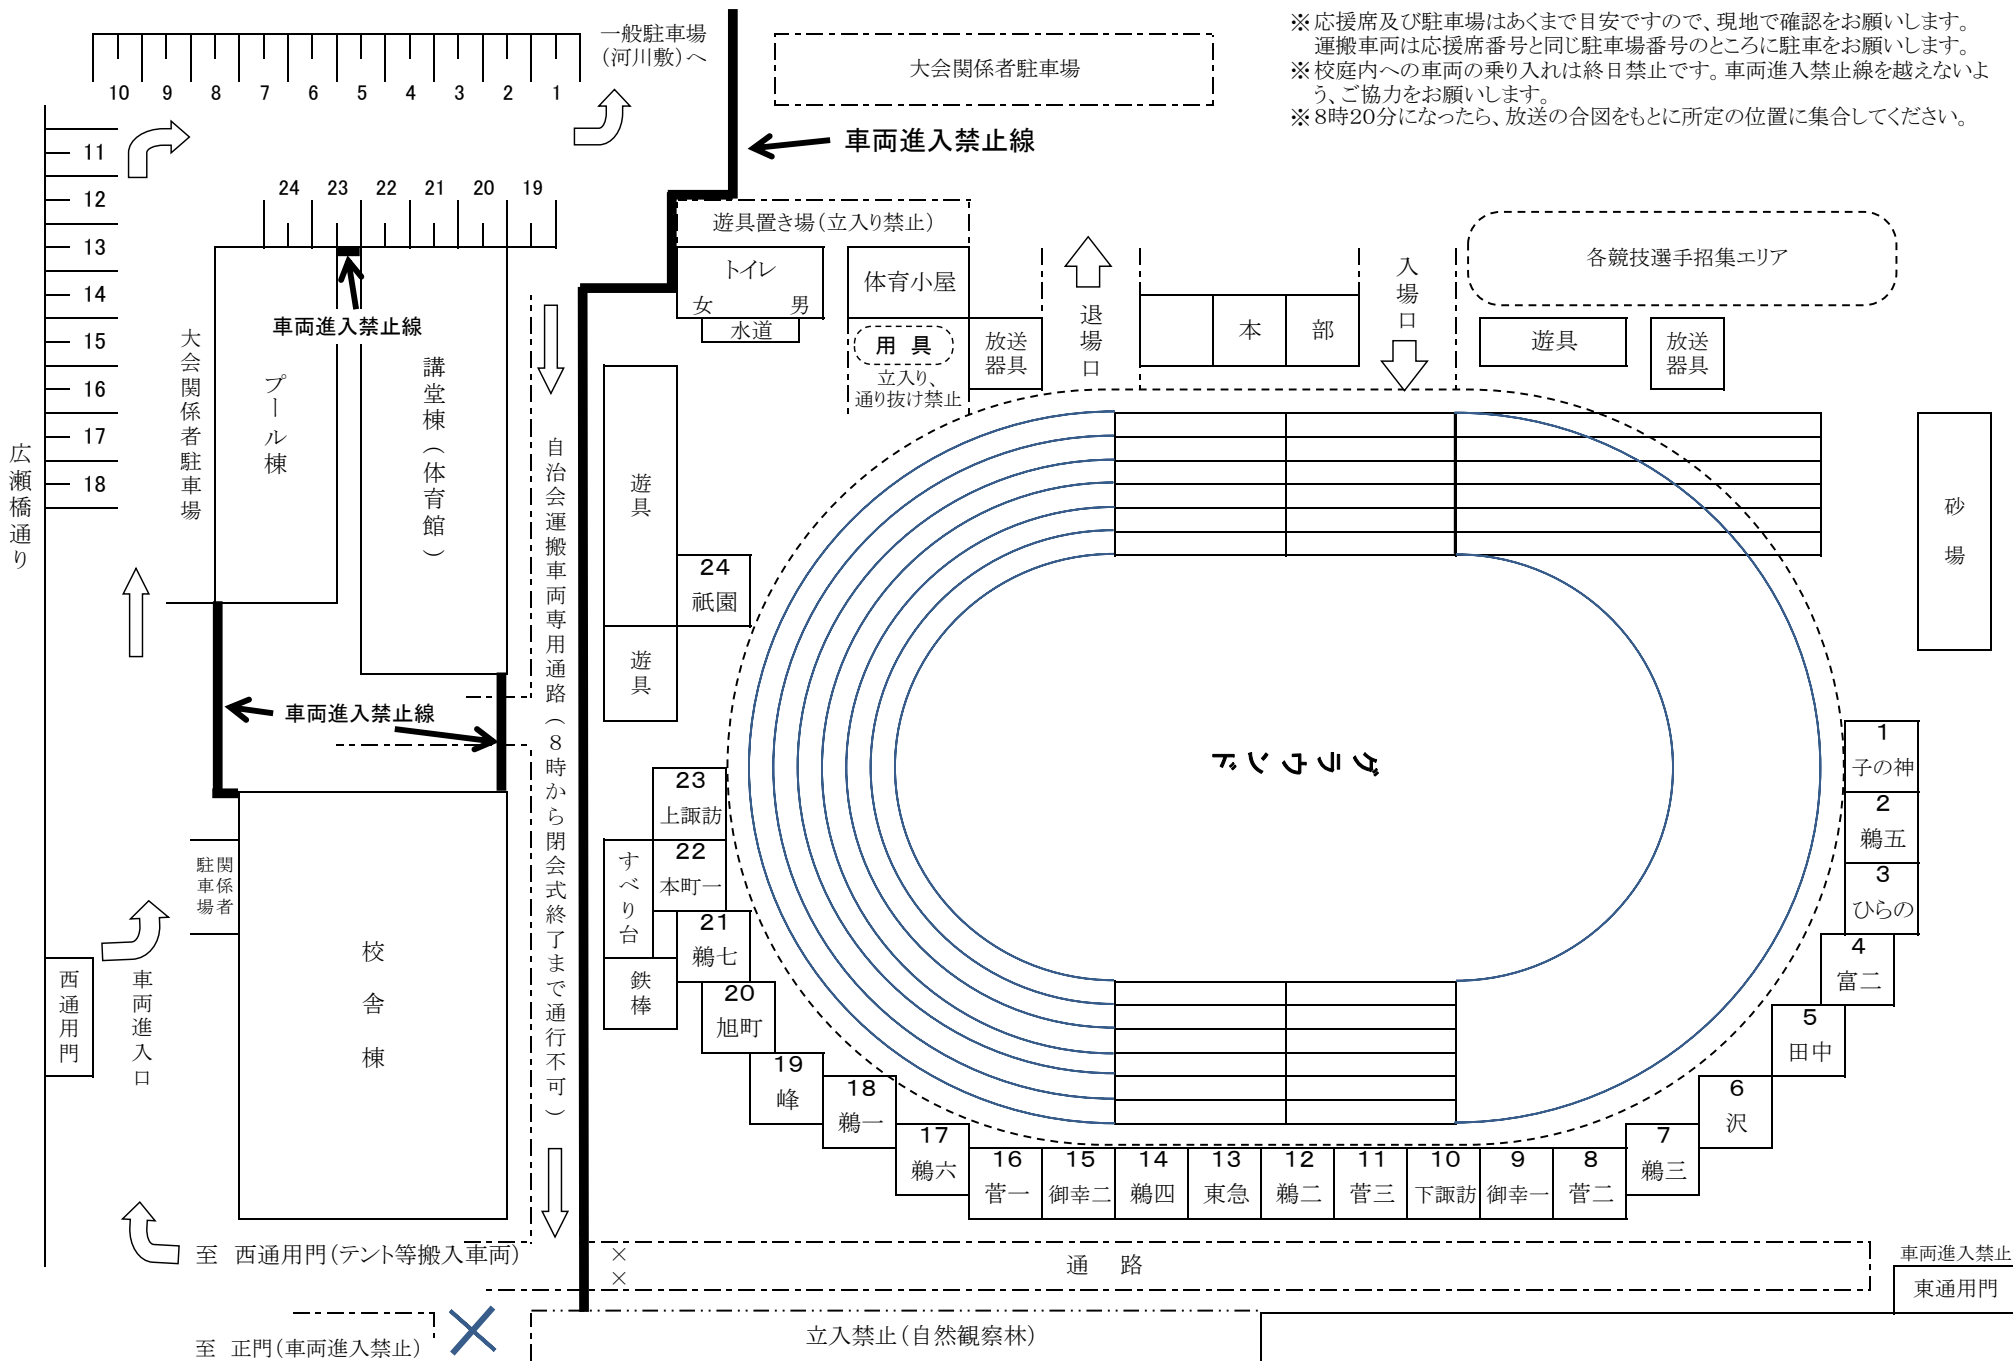 ※応援席及び駐車場はあくまで目安ですので、現地で確認をお願いします。
運搬車両は応援席番号と同じ駐車場番号のところに駐車をお願いします。
※校庭内への車両の乗り入れは終日禁止です。車両進入禁止線を越えないよ
う、ご協力をお願いします。
※8時20分になったら、放送の合図をもとに所定の位置に集合してください。
一般駐車場
(河川敷)へ
大会関係者駐車場
10 9 8 7 6 5 4 3 2 1
車両進入禁止線
11
12
13
14
15
16
17
18
24 23 22 21 20 19
遊具置き場(立入り禁止)
トイレ
女 男
水道
体育小屋
用具
立入り、
通り抜け禁止
放送
器具
退場口
本部
入場口
各競技選手招集エリア
遊具
放送
器具
車両進入禁止線
大会関係者駐車場
プール棟
講堂棟(体育館)
広瀬橋通り
自治会運搬車両専用通路(8時から閉会式終了まで通行不可)
遊具
遊具
砂場
車両進入禁止線
グラウンド
24
祇園
23
上諏訪
22
本町一
21
鵜七
20
旭町
19
峰
18
鵜一
17
鵜六
16
菅一
15
御幸二
14
鵜四
13
東急
12
鵜二
11
菅三
10
下諏訪
9
御幸一
8
菅二
7
鵜三
6
沢
5
田中
4
富二
3
ひらの
2
鵜五
1
子の神
すべり台
鉄棒
関係者
駐車場
校舎棟
西通用門
車両進入口
至 西通用門(テント等搬入車両)
×
×
通路
車両進入禁止
東通用門
至 正門(車両進入禁止)
立入禁止(自然観察林)